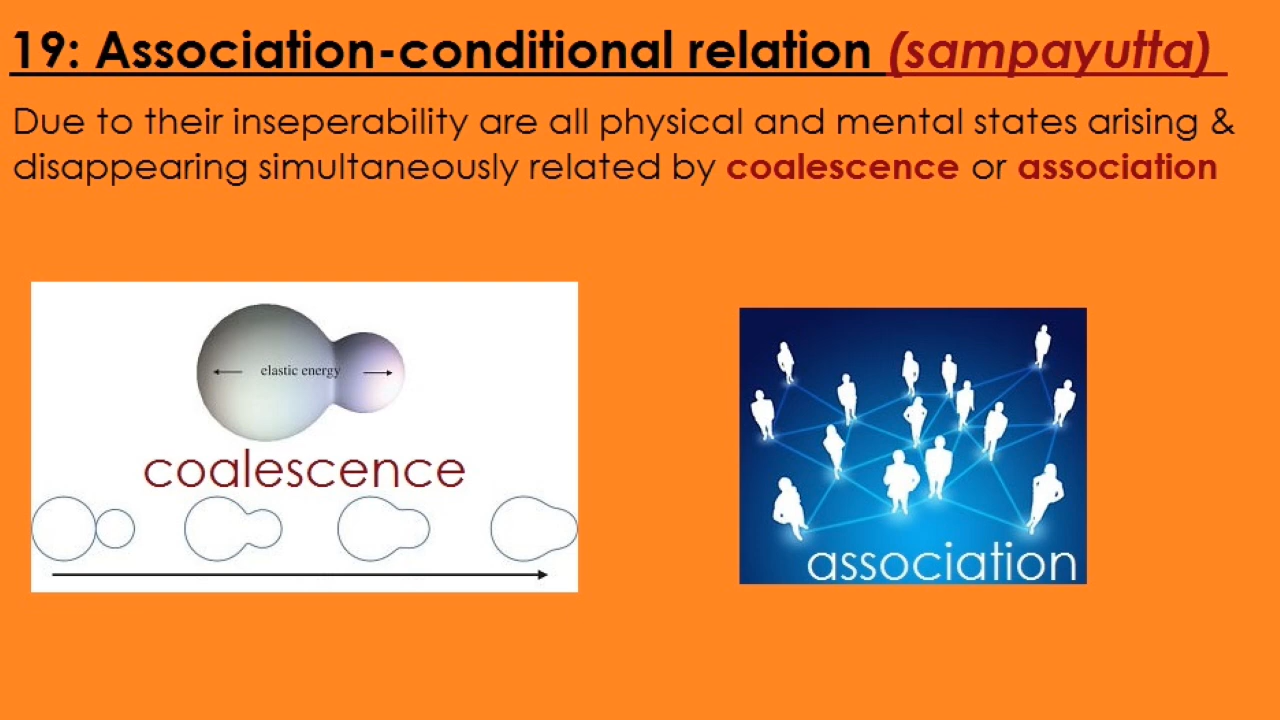 19: Association-conditional relation (sampayutta)
Due to their inseperability are all physical and mental states arising &
disappearing simultaneously related by coalescence or association
elastic energy
coalescence
association